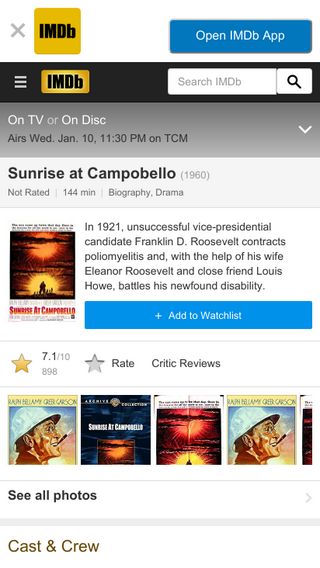 IMDb
Open IMDb App
IMDb
Search IMDb
On TV or On Disc
Airs Wed. Jan. 10, 11:30 PM on TCM
Sunrise at Campobello (1960)
Not Rated | 144 min | Biography, Drama
In 1921, unsuccessful vice-presidential
candidate Franklin D. Roosevelt contracts
poliomyelitis and, with the help of his wife
Eleanor Roosevelt and close friend Louis
Howe, battles his newfound disability.
SUNRISE AT CAMPOBELLO
+ Add to Watchlist
7.1/10
898
Rate
Critic Reviews
RALPH BELLAMY GREER GARSON
ARCHIVE COLLECTION
SUNRISE AT CAMPOBELLO
RALPH BELLAMY GREER GARSON
See all photos
Cast & Crew